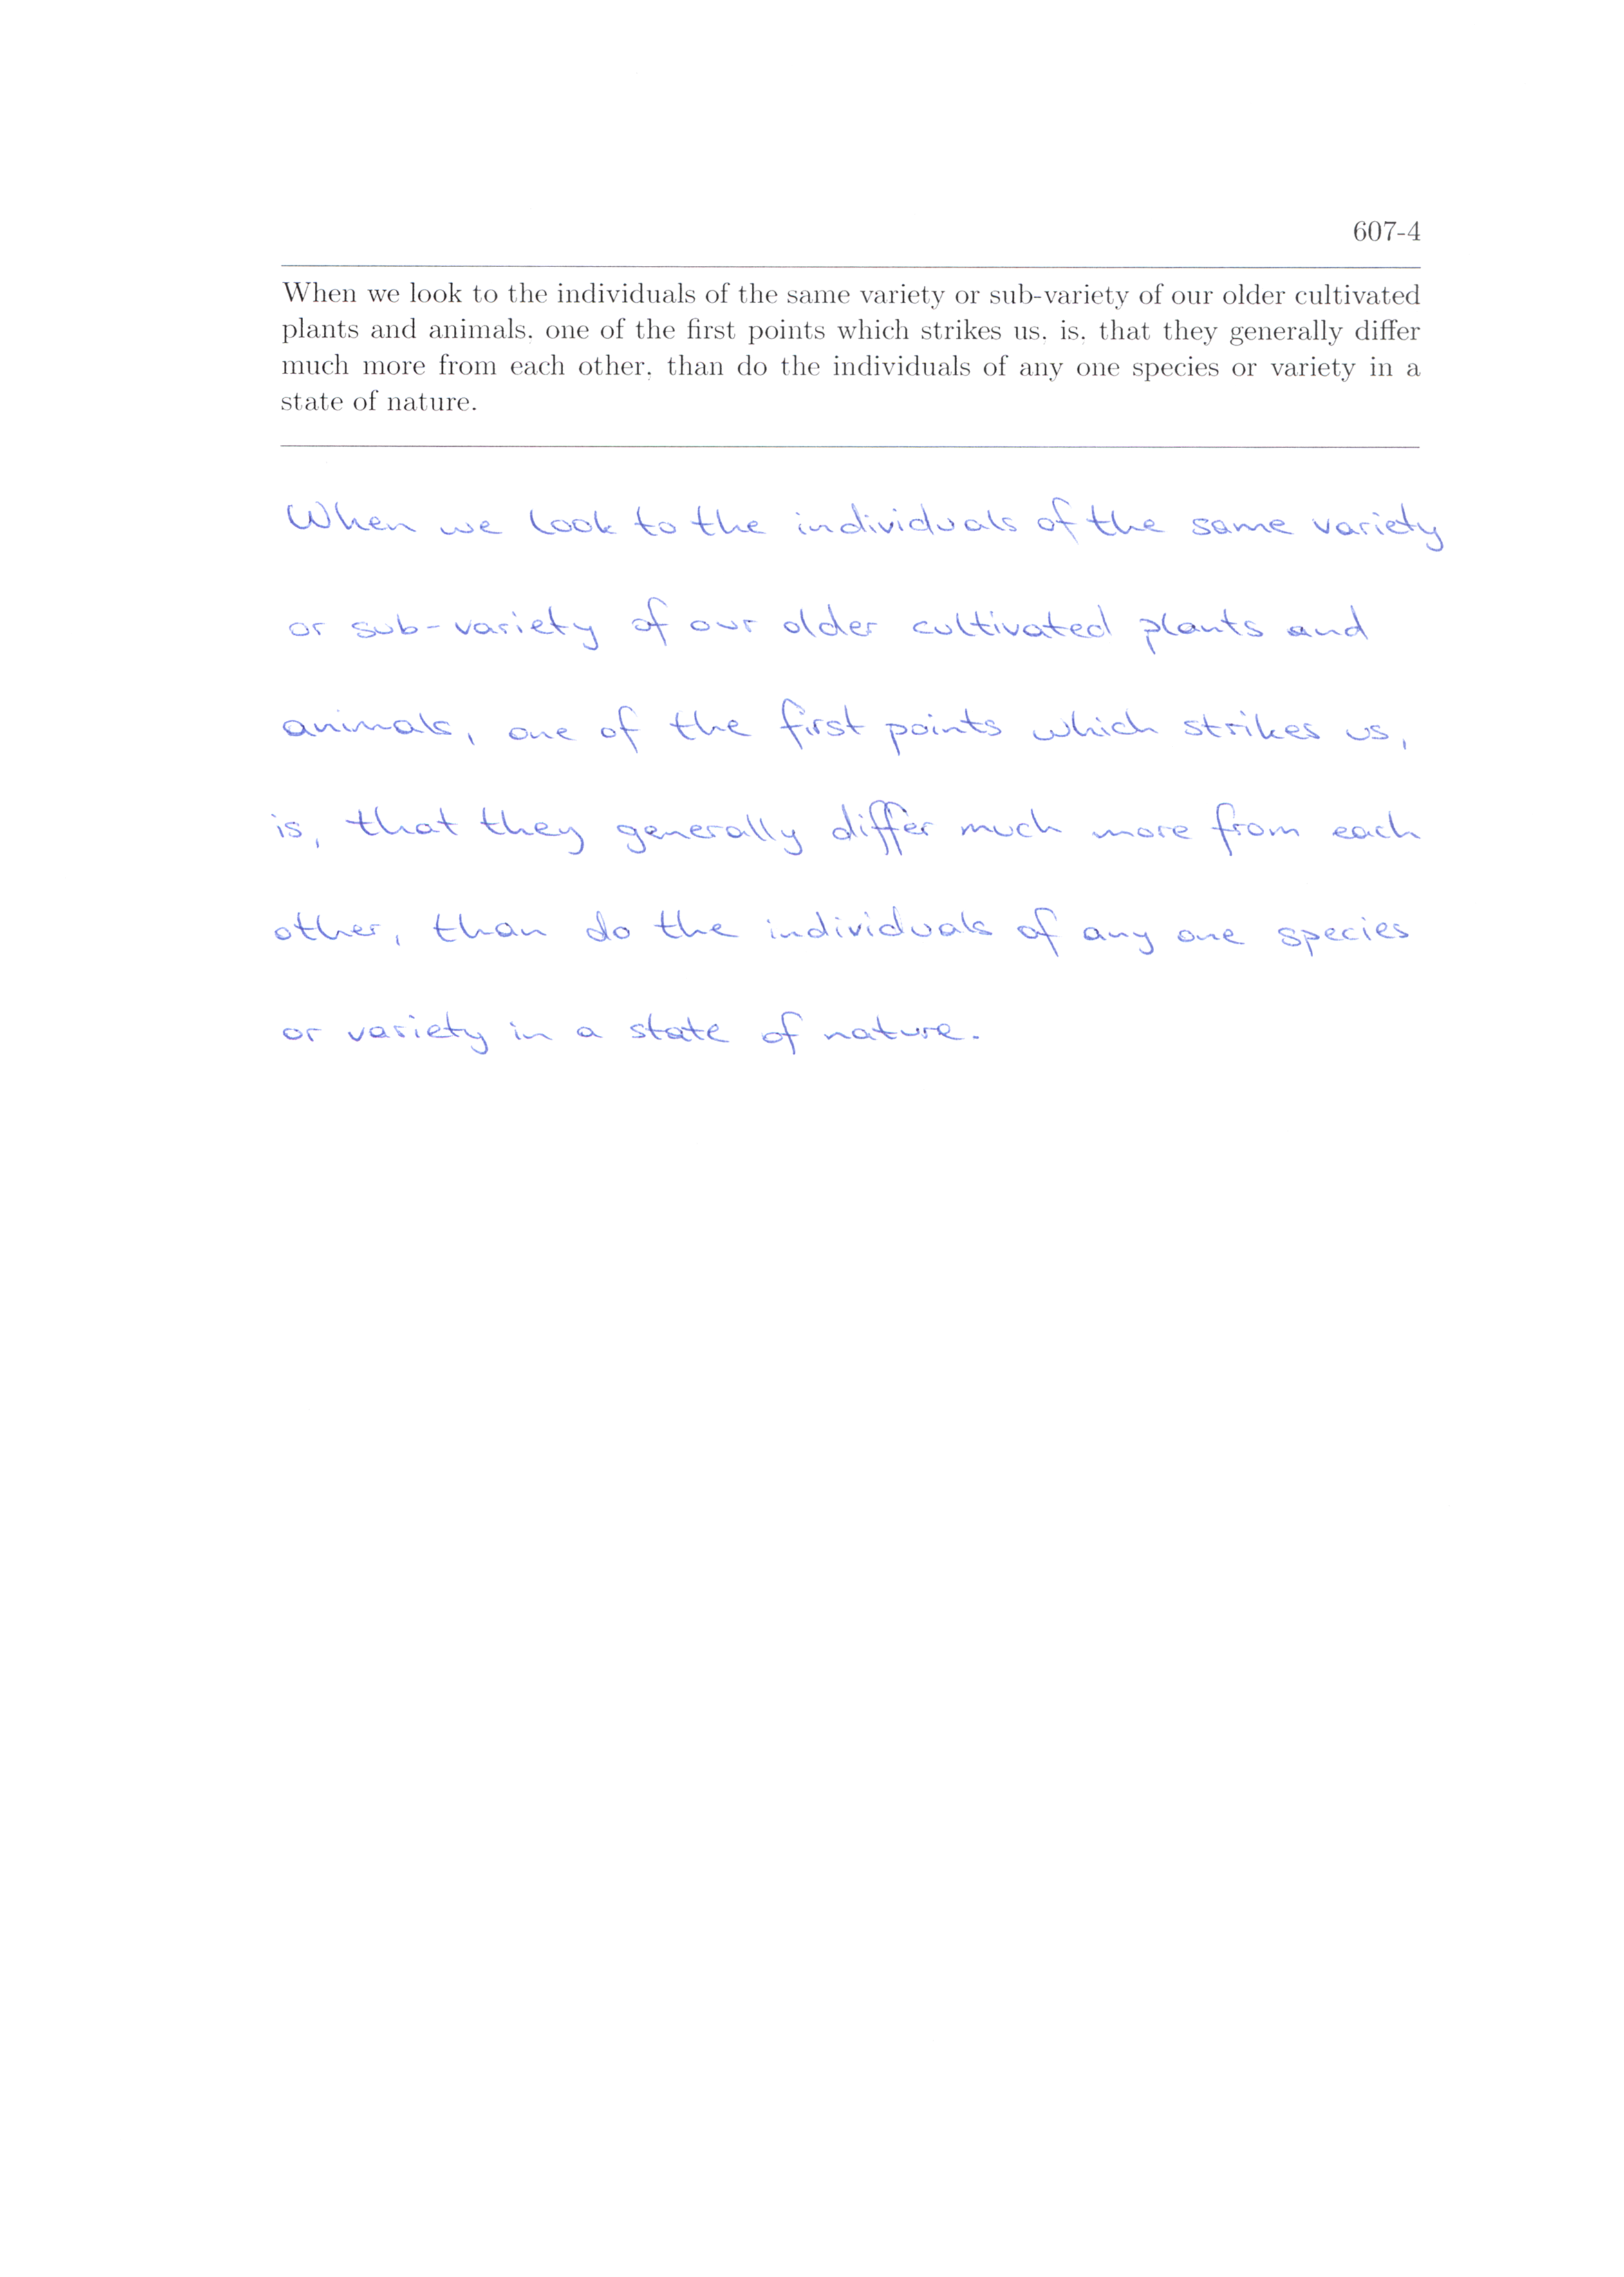 607-4
When we look to the individuals of the same variety or sub-variety of our older cultivated
plants and animals, one of the first points which strikes us, is, that they generally differ
much more from each other, than do the individuals of any one species or variety in a
state of nature.
When we look to the individuals of the same variety
or sub-variety of our older cultivated plants and
animals, one of the first points which strikes us,
is, that they generally differ much more from each
other, than do the individuals of any one species
or variety in a state of nature.